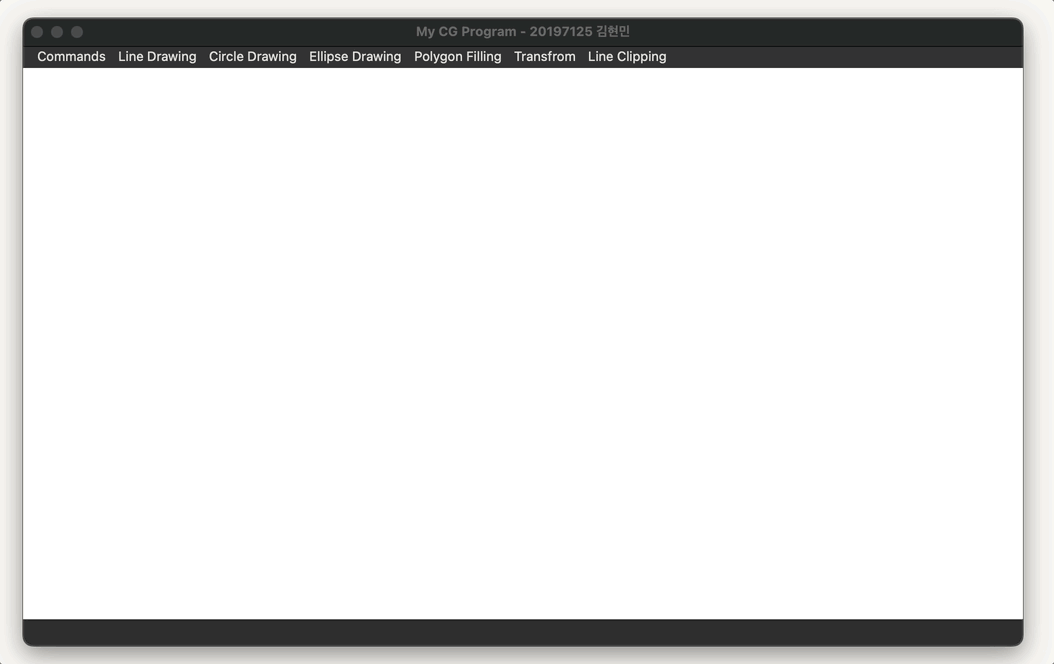 My CG Program - 20197125 김현민
Commands Line Drawing Circle Drawing Ellipse Drawing Polygon Filling Transfrom Line Clipping